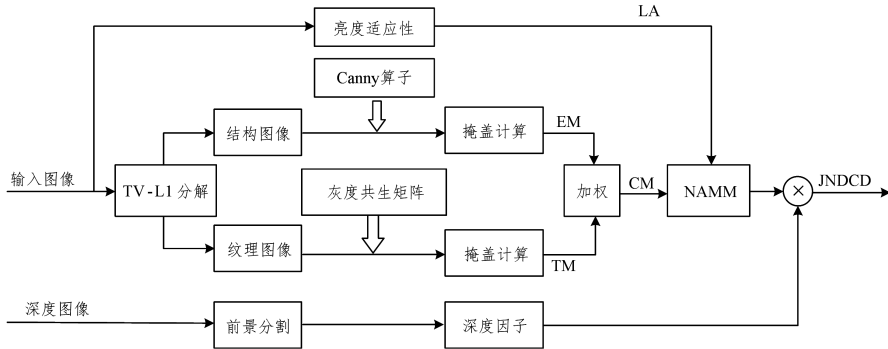 LA
亮度适应性
Canny算子
结构图像
掩盖计算
EM
输入图像
TV-L1 分解
灰度共生矩阵
加权
CM
NAMM
×
JNDCD
纹理图像
掩盖计算
TM
深度图像
前景分割
深度因子